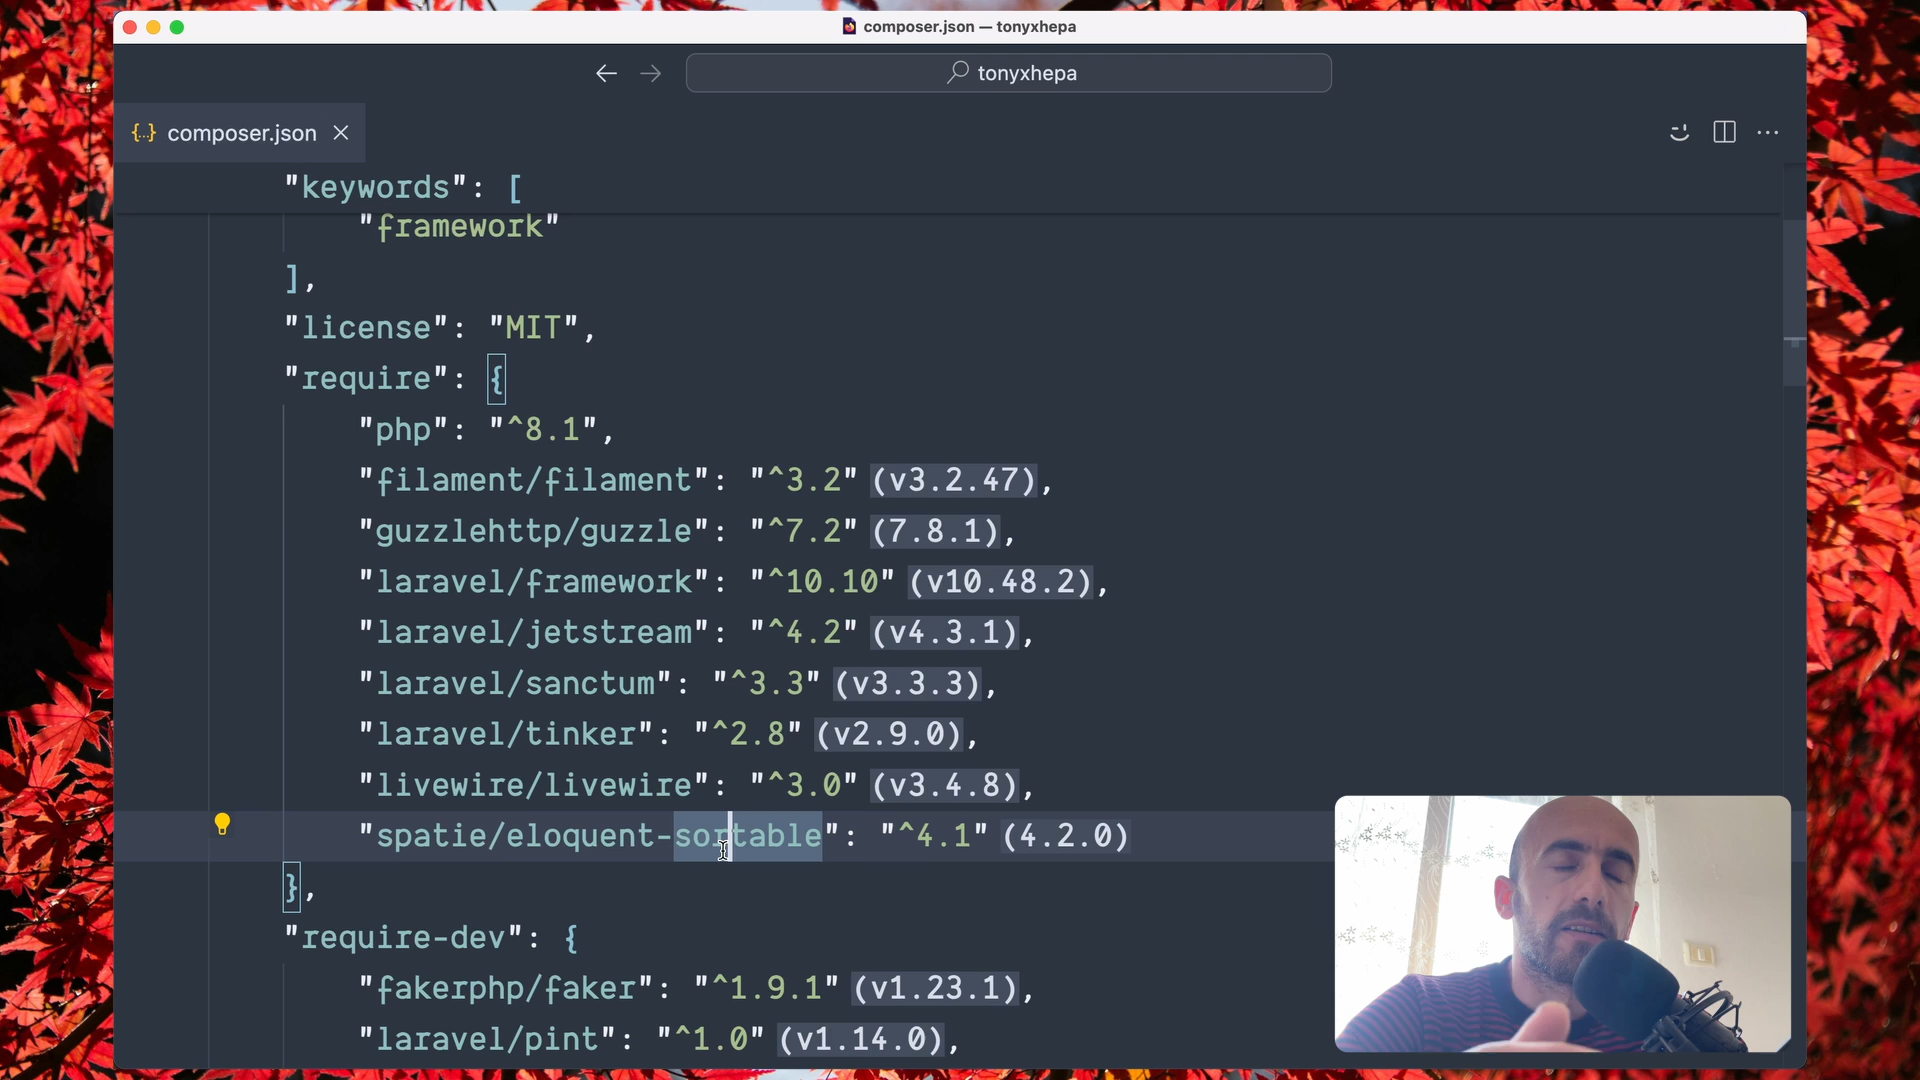 composer.json — tonyxhepa
tonyxhepa
{..} composer.json
"keywords": [
"framework"
],
"license": "MIT",
"require": {
"php": "^8.1",
"filament/filament": "^3.2" (v3.2.47),
"guzzlehttp/guzzle": "^7.2" (7.8.1),
"laravel/framework": "^10.10" (v10.48.2),
"laravel/jetstream": "^4.2" (v4.3.1),
"laravel/sanctum": "^3.3" (v3.3.3),
"laravel/tinker": "^2.8" (v2.9.0),
"livewire/livewire": "^3.0" (v3.4.8),
"spatie/eloquent-sortable": "^4.1" (4.2.0)
},
"require-dev": {
"fakerphp/faker": "^1.9.1" (v1.23.1),
"laravel/pint": "^1.0" (v1.14.0),